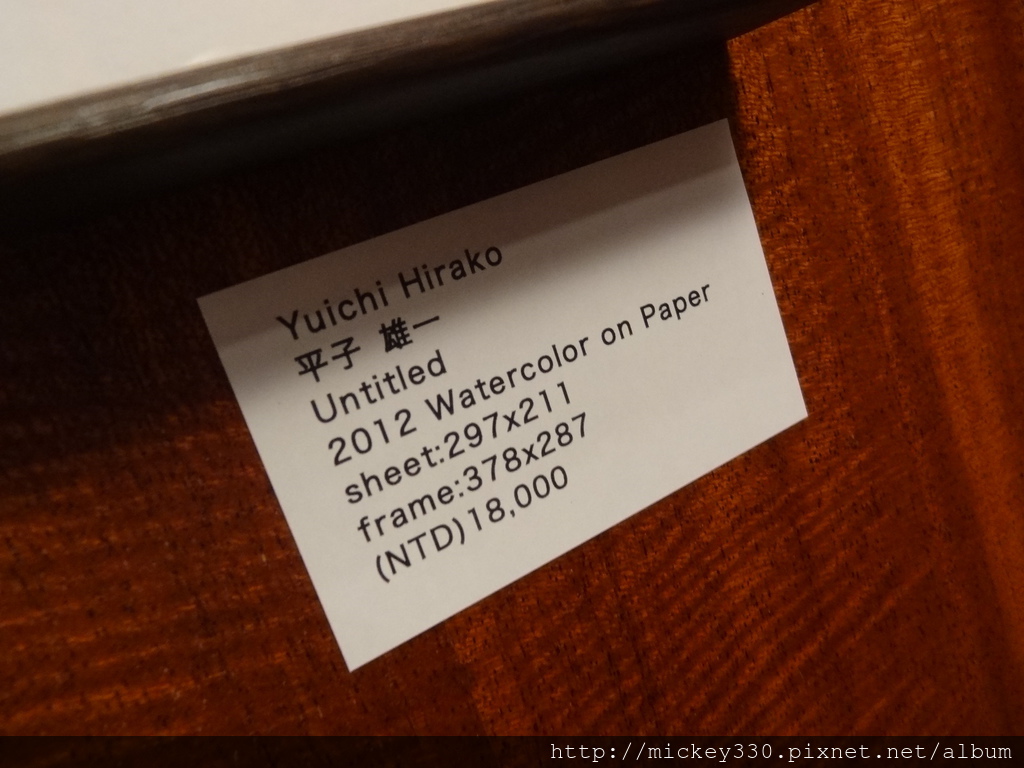 Yuichi Hirako
平子 雄一
Untitled
2012 Watercolor on Paper
sheet:297x211
frame:378x287
(NTD)18,000
http://mickey330.pixnet.net/album